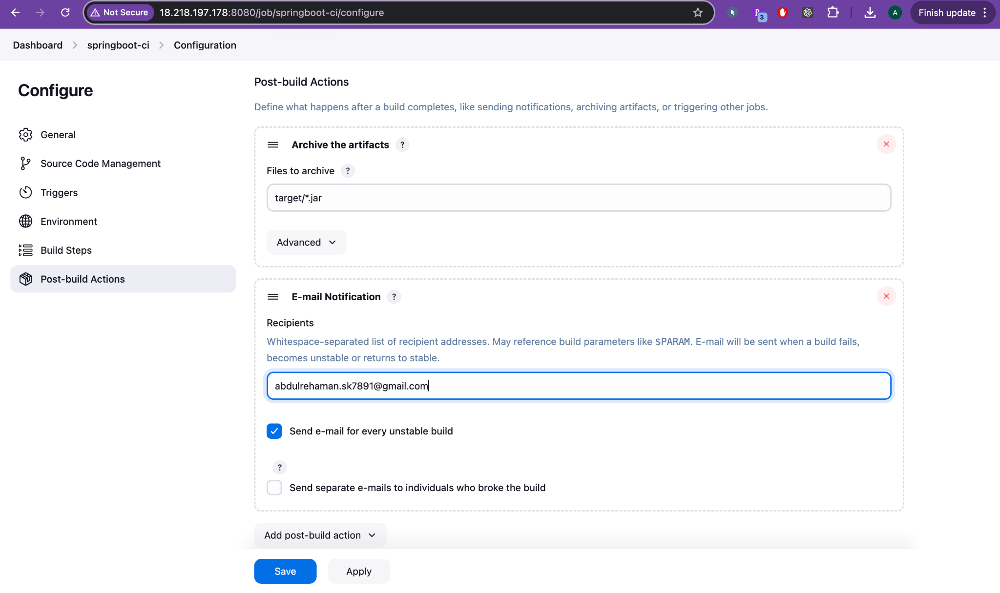 Not Secure 18.218.197.178:8080/job/springboot-ci/configure 3 A Finish update
Dashboard springboot-ci Configuration
Configure
General
Source Code Management
Triggers
Environment
Build Steps
Post-build Actions
Post-build Actions
Define what happens after a build completes, like sending notifications, archiving artifacts, or triggering other jobs.
Archive the artifacts ?
Files to archive ?
target/*.jar
Advanced
E-mail Notification ?
Recipients
Whitespace-separated list of recipient addresses. May reference build parameters like $PARAM. E-mail will be sent when a build fails,
becomes unstable or returns to stable.
abdulrehaman.sk7891@gmail.com
Send e-mail for every unstable build
?
Send separate e-mails to individuals who broke the build
Add post-build action
Save Apply